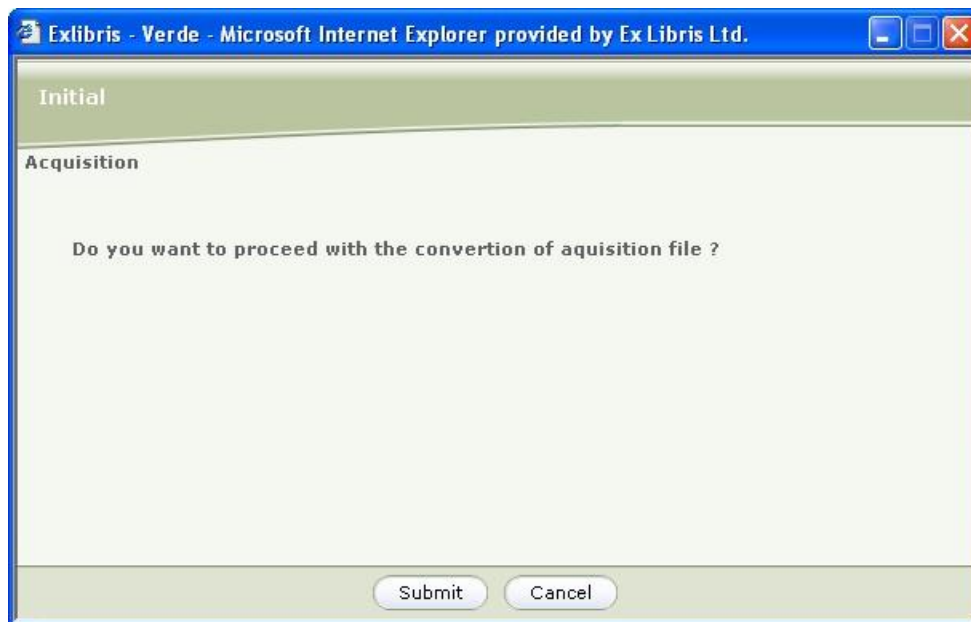 Exlibris - Verde - Microsoft Internet Explorer provided by Ex Libris Ltd.
Initial
Acquisition
Do you want to proceed with the convertion of aquisition file ?
Submit Cancel